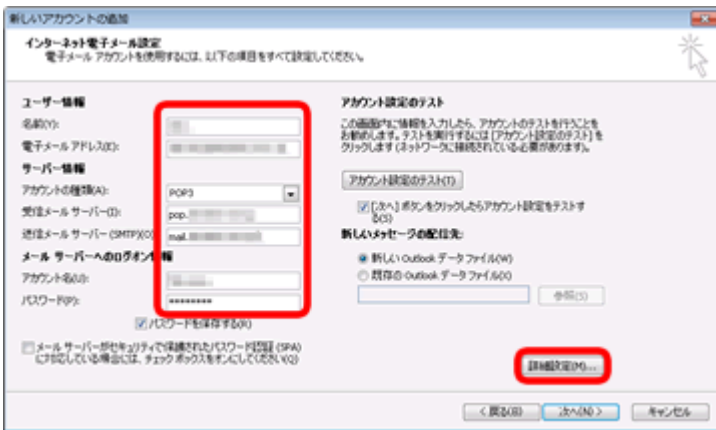 新しいアカウントの追加
インターネット電子メール設定
電子メール アカウントを使用するには、以下の項目をすべて設定してください。
ユーザー情報
名前(Y):
電子メール アドレス(E):
サーバー情報
アカウントの種類(A):
POP3
受信メール サーバー(I):
pop.
送信メール サーバー (SMTP)(O)
mail.
メール サーバーへのログオン情報
アカウント名(U):
パスワード(P):
********
パスワードを保存する(R)
メール サーバーがセキュリティで保護されたパスワード認証 (SPA)
に対応している場合には、チェック ボックスをオンにしてください(Q)
アカウント設定のテスト
この画面内に情報を入力したら、アカウントのテストを行うことを
お勧めします。テストを実行するには [アカウント設定のテスト] を
クリックします (ネットワークに接続されている必要があります)。
アカウント設定のテスト(T)
[次へ] ボタンをクリックしたらアカウント設定をテストす
る(S)
新しいメッセージの配信先:
新しい Outlook データ ファイル(W)
既存の Outlook データ ファイル(X)
参照(S)
詳細設定(M)...
< 戻る(B)
次へ(N) >
キャンセル